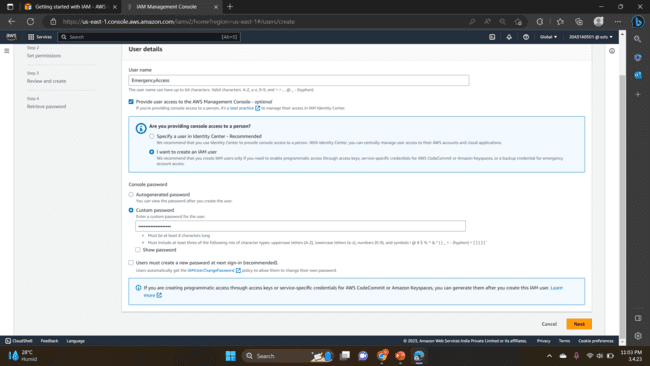 Getting started with IAM - AWS
IAM Management Console
https://us-east-1.console.aws.amazon.com/iamv2/home?region=us-east-1#/users/create
aws
Services
Search
[Alt+S]
Global
Step 2
Set permissions
Step 3
Review and create
Step 4
Retrieve password
User details
User name
EmergencyAccess
The user name can have up to 64 characters. Valid characters: A-Z, a-z, 0-9, and + = , . @ _ - (hyphen)
Provide user access to the AWS Management Console - optional
If you're providing console access to a person, it's a best practice to manage their access in IAM Identity Center.
Are you providing console access to a person?
Specify a user in Identity Center - Recommended
We recommend that you use Identity Center to provide console access to a person. With Identity Center, you can centrally manage user access to their AWS accounts and cloud applications.
I want to create an IAM user
We recommend that you create IAM users only if you need to enable programmatic access through access keys, service-specific credentials for AWS CodeCommit or Amazon Keyspaces, or a backup credential for emergency
account access.
Console password
Autogenerated password
You can view the password after you create the user.
Custom password
Enter a custom password for the user.
Must be at least 8 characters long
Must include at least three of the following mix of character types: uppercase letters (A-Z), lowercase letters (a-z), numbers (0-9), and symbols
Show password
Users must create a new password at next sign-in (recommended).
Users automatically get the IAMUserChangePassword policy to allow them to change their own password.
If you are creating programmatic access through access keys or service-specific credentials for AWS CodeCommit or Amazon Keyspaces, you can generate them after you create this IAM user. Learn
more
Cancel
Next
CloudShell
Feedback
Language
© 2023, Amazon Web Services India Private Limited or its affiliates.
Privacy
Terms
Cookie preferences
28°C
Humid
Search
11:03 PM
3.4.23